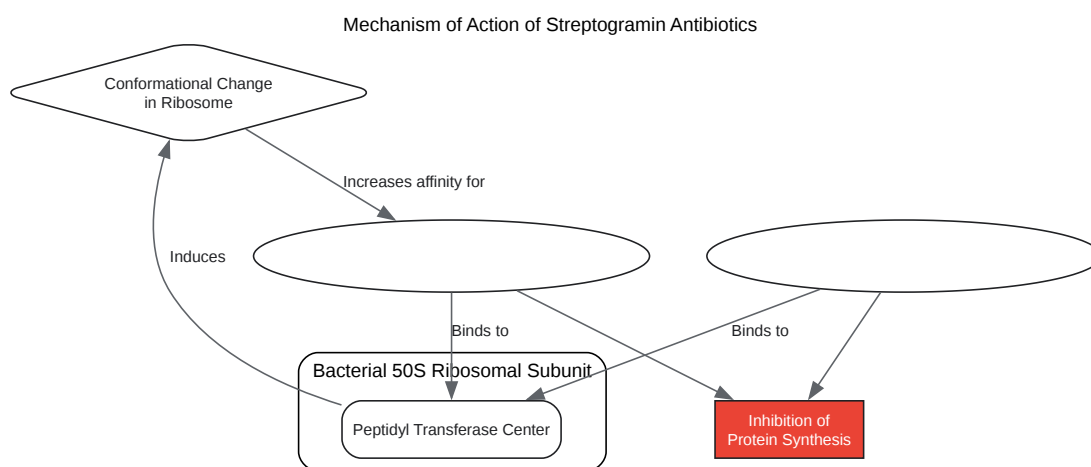 Mechanism of Action of Streptogramin Antibiotics
Conformational Change
in Ribosome
Increases affinity for
Induces
Binds to
Binds to
Bacterial 50S Ribosomal Subunit
Peptidyl Transferase Center
Inhibition of
Protein Synthesis